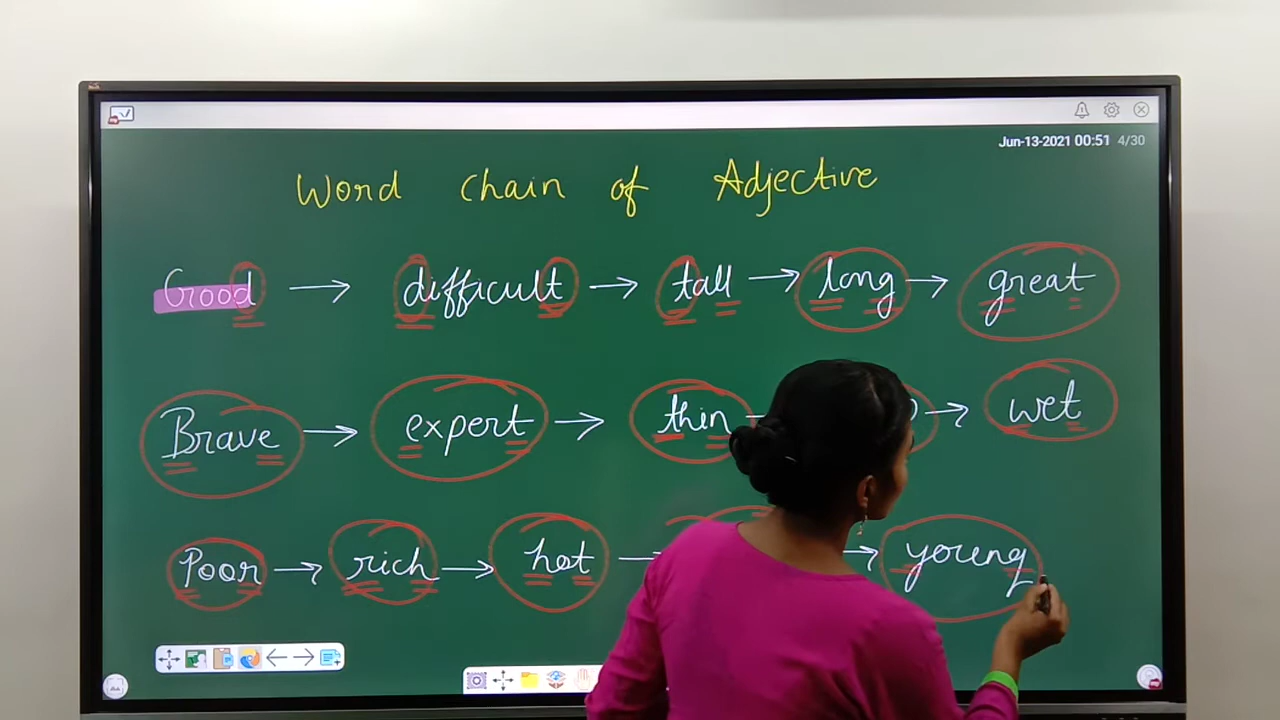 Jun-13-2021 00:51 4/30
Word chain of Adjective
Good → difficult → tall → long → great
Brave → expert → thin → wet
Poor → rich → hot → → young